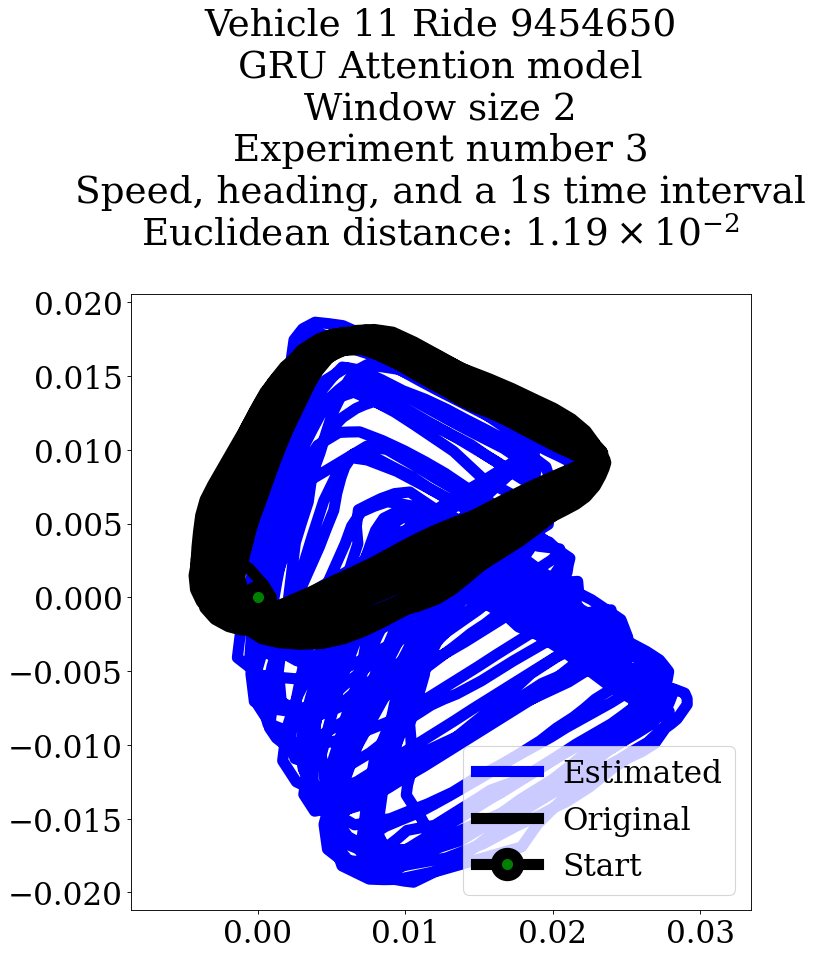 Vehicle 11 Ride 9454650
GRU Attention model
Window size 2
Experiment number 3
Speed, heading, and a 1s time interval
Euclidean distance: 1.19 × 10⁻²
0.020
0.015
0.010
0.005
0.000
−0.005
−0.010
−0.015
−0.020
Estimated
Original
Start
0.00 0.01 0.02 0.03